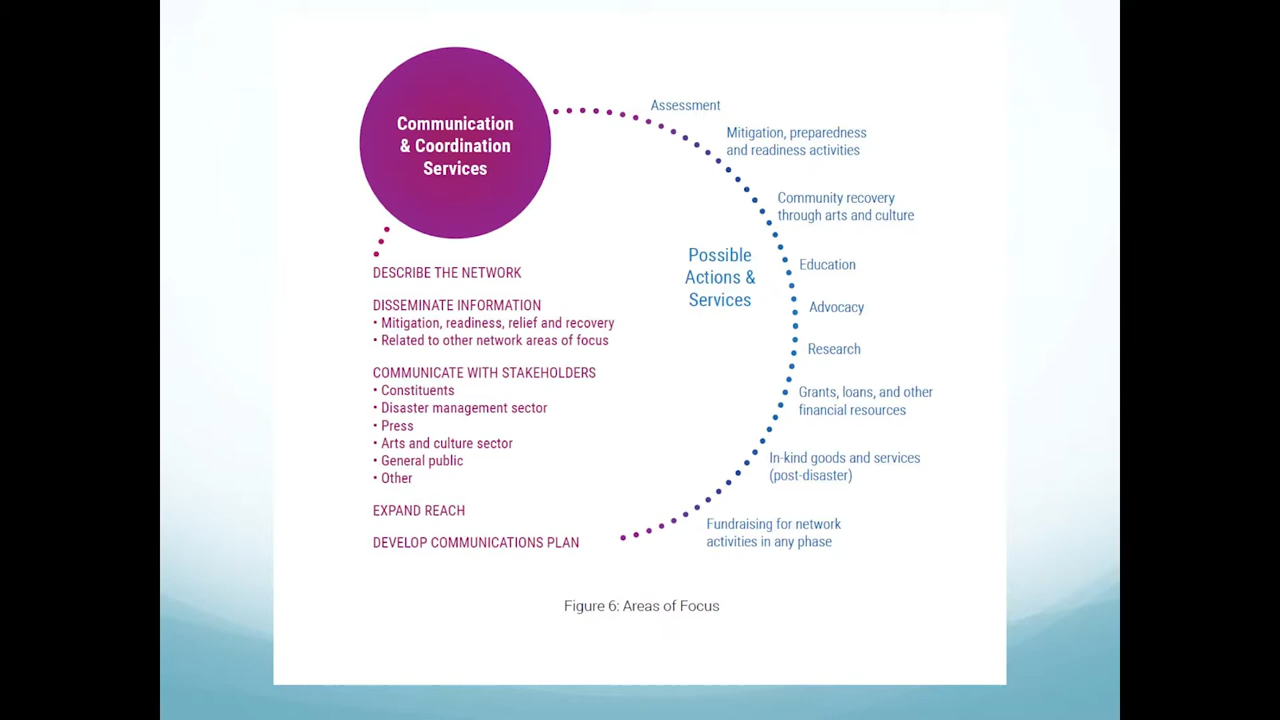 Communication
& Coordination
Services
DESCRIBE THE NETWORK
DISSEMINATE INFORMATION
• Mitigation, readiness, relief and recovery
• Related to other network areas of focus
COMMUNICATE WITH STAKEHOLDERS
• Constituents
• Disaster management sector
• Press
• Arts and culture sector
• General public
• Other
EXPAND REACH
DEVELOP COMMUNICATIONS PLAN
Possible
Actions &
Services
Assessment
Mitigation, preparedness
and readiness activities
Community recovery
through arts and culture
Education
Advocacy
Research
Grants, loans, and other
financial resources
In-kind goods and services
(post-disaster)
Fundraising for network
activities in any phase
Figure 6: Areas of Focus